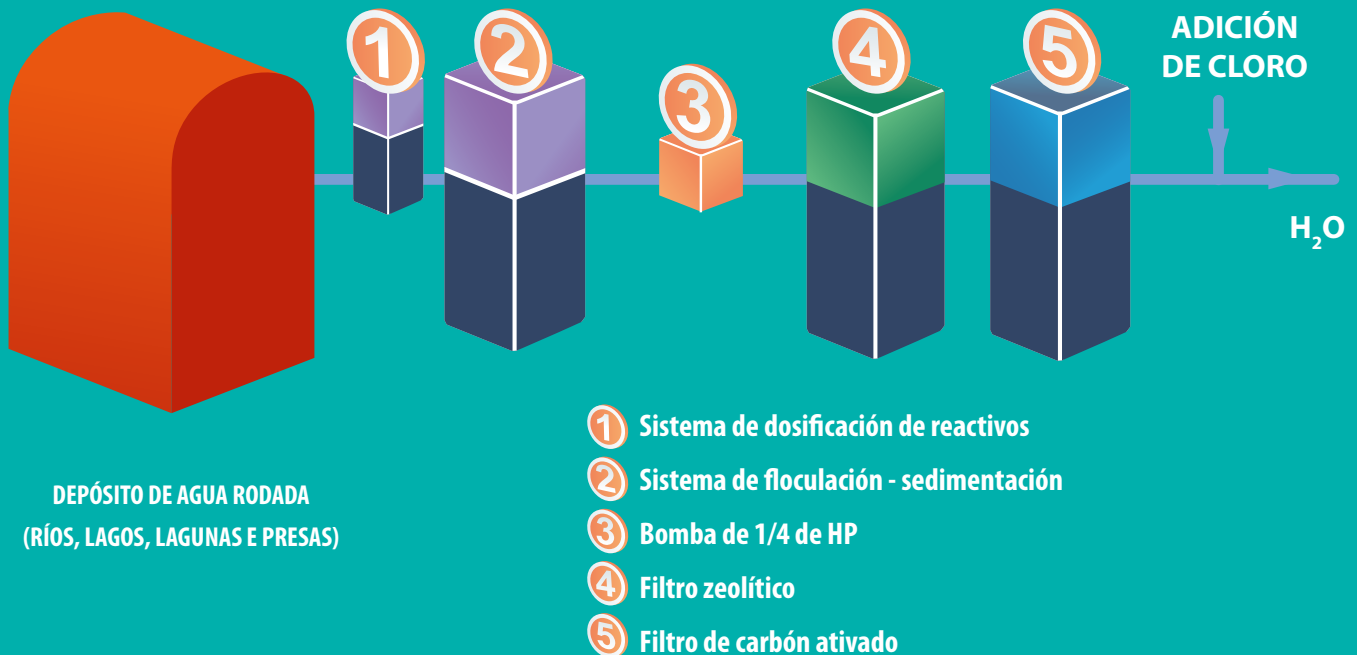 1
2
3
4
5
ADICIÓN
DE CLORO
H₂O
DEPÓSITO DE AGUA RODADA
(RÍOS, LAGOS, LAGUNAS E PRESAS)
1 Sistema de dosificación de reactivos
2 Sistema de floculación - sedimentación
3 Bomba de 1/4 de HP
4 Filtro zeolítico
5 Filtro de carbón ativado